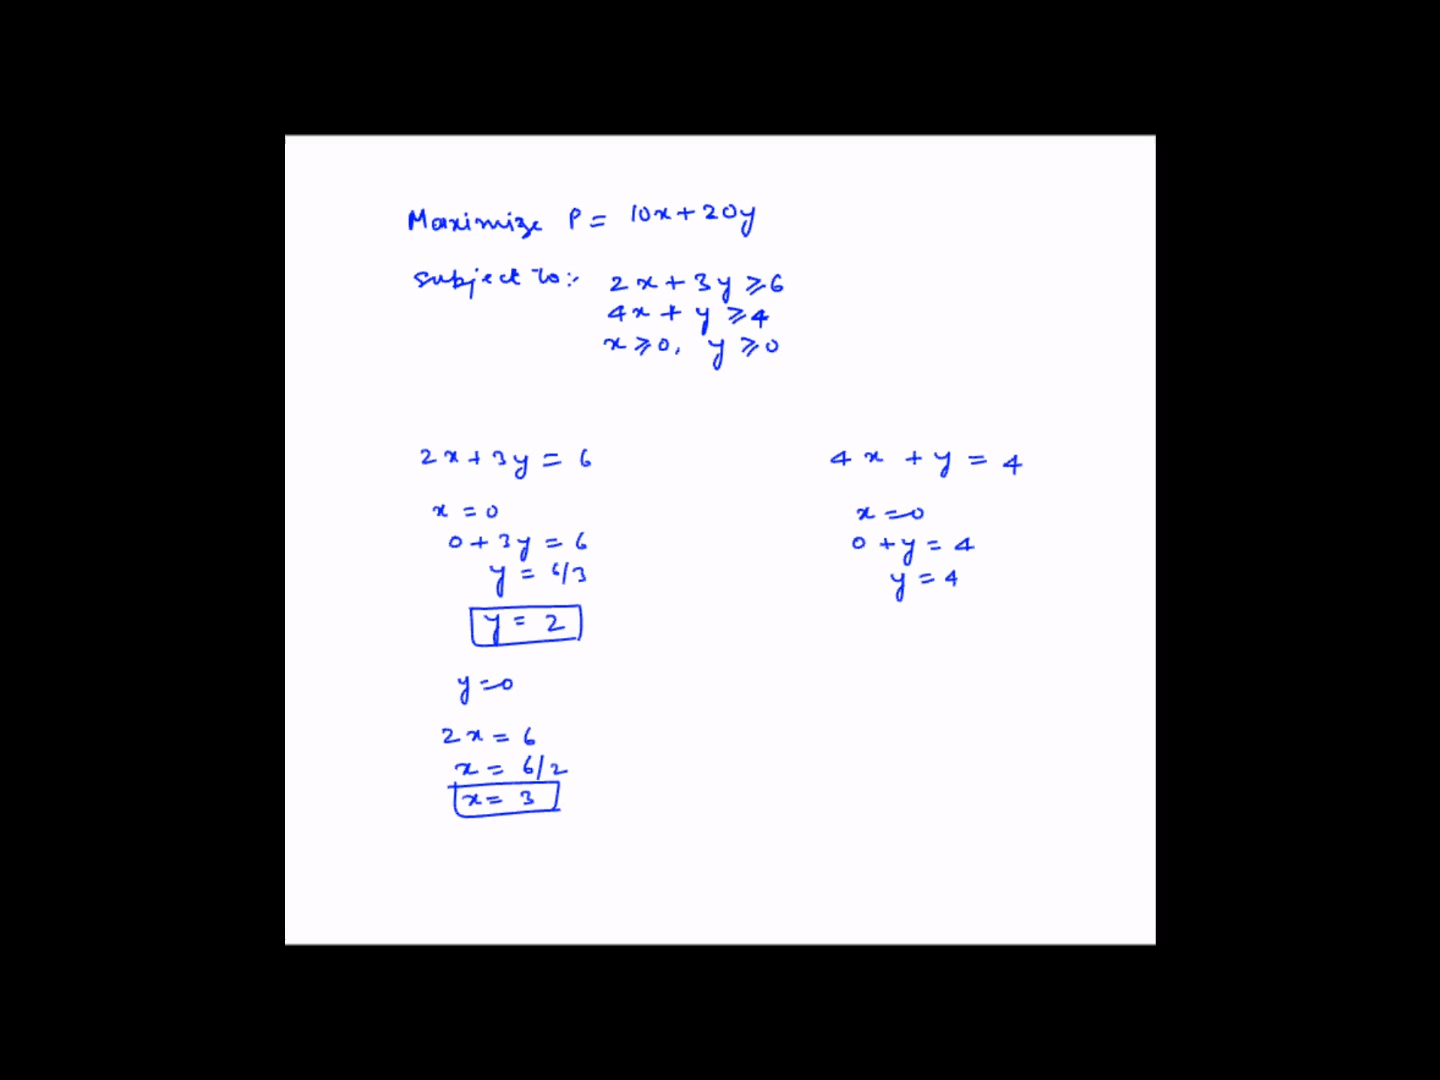 Maximize P = 10x+20y
Subject to:- 2x+3y ≥ 6
4x + y ≥ 4
x ≥ 0, y ≥ 0
2x+3y = 6
x = 0
0+3y = 6
y = 6/3
y = 2
y = 0
2x = 6
x = 6/2
x = 3
4x + y = 4
x = 0
0 + y = 4
y = 4